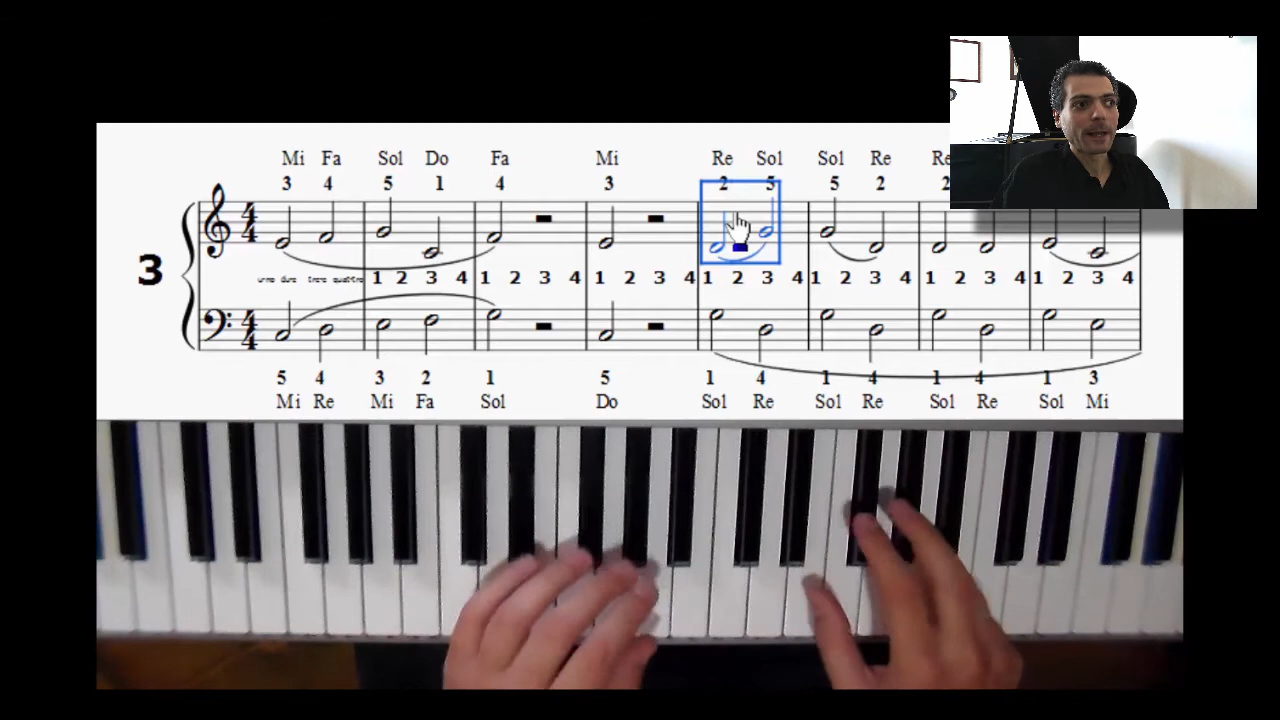 Mi Fa Sol Do Fa Mi Re Sol Sol Re Re
3 4 5 1 4 3 2 5 5 2 2
4 4
3
uno due tre quattro 1 2 3 4 1 2 3 4 1 2 3 4 1 2 3 4 1 2 3 4 1 2 3 4 1 2 3 4
4 4
5 4 3 2 1 5 1 4 1 4 1 4 1 3
Mi Re Mi Fa Sol Do Sol Re Sol Re Sol Re Sol Mi